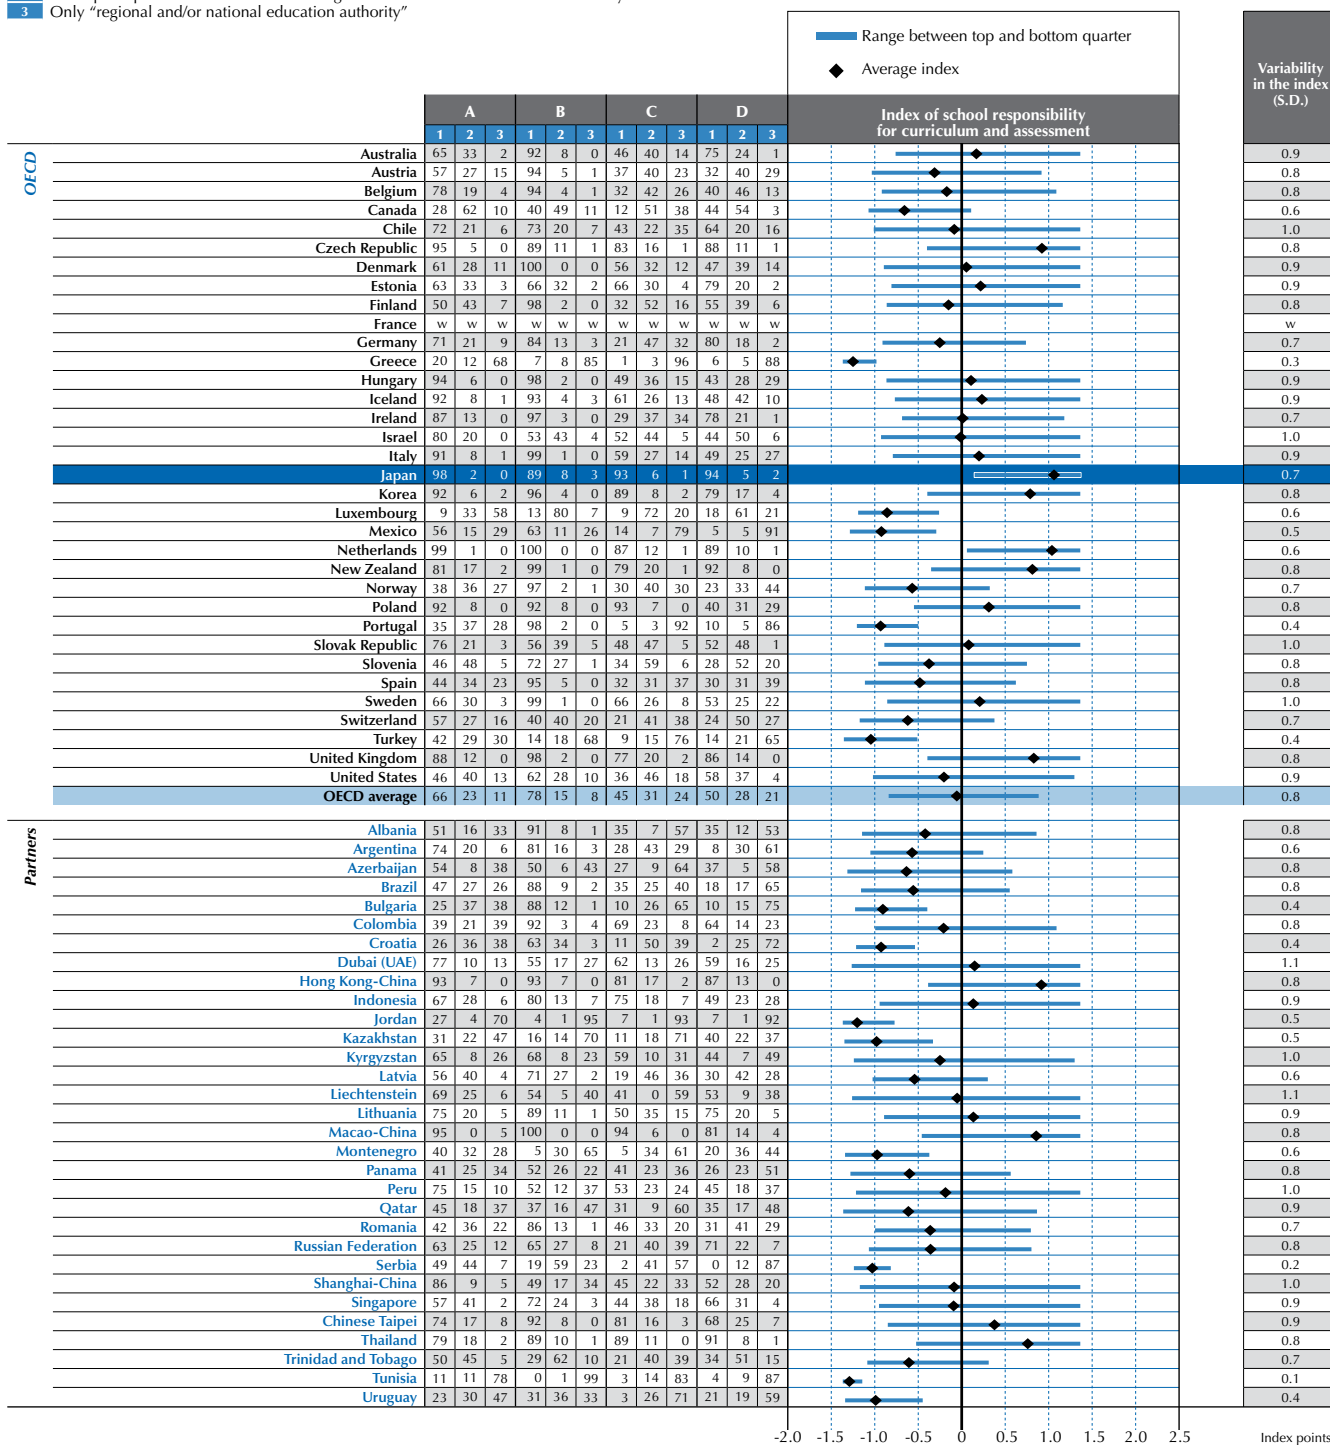 3 Only “regional and/or national education authority”
Range between top and bottom quarter
Average index
Variability
in the index
(S.D.)
A B C D
Index of school responsibility
for curriculum and assessment
1 2 3 1 2 3 1 2 3 1 2 3
OECD
Australia 65 33 2 92 8 0 46 40 14 75 24 1 0.9
Austria 57 27 15 94 5 1 37 40 23 32 40 29 0.8
Belgium 78 19 4 94 4 1 32 42 26 40 46 13 0.8
Canada 28 62 10 40 49 11 12 51 38 44 54 3 0.6
Chile 72 21 6 73 20 7 43 22 35 64 20 16 1.0
Czech Republic 95 5 0 89 11 1 83 16 1 88 11 1 0.8
Denmark 61 28 11 100 0 0 56 32 12 47 39 14 0.9
Estonia 63 33 3 66 32 2 66 30 4 79 20 2 0.9
Finland 50 43 7 98 2 0 32 52 16 55 39 6 0.8
France w w w w w w w w w w w w w
Germany 71 21 9 84 13 3 21 47 32 80 18 2 0.7
Greece 20 12 68 7 8 85 1 3 96 6 5 88 0.3
Hungary 94 6 0 98 2 0 49 36 15 43 28 29 0.9
Iceland 92 8 1 93 4 3 61 26 13 48 42 10 0.9
Ireland 87 13 0 97 3 0 29 37 34 78 21 1 0.7
Israel 80 20 0 53 43 4 52 44 5 44 50 6 1.0
Italy 91 8 1 99 1 0 59 27 14 49 25 27 0.9
Japan 98 2 0 89 8 3 93 6 1 94 5 2 0.7
Korea 92 6 2 96 4 0 89 8 2 79 17 4 0.8
Luxembourg 9 33 58 13 80 7 9 72 20 18 61 21 0.6
Mexico 56 15 29 63 11 26 14 7 79 5 5 91 0.5
Netherlands 99 1 0 100 0 0 87 12 1 89 10 1 0.6
New Zealand 81 17 2 99 1 0 79 20 1 92 8 0 0.8
Norway 38 36 27 97 2 1 30 40 30 23 33 44 0.7
Poland 92 8 0 92 8 0 93 7 0 40 31 29 0.8
Portugal 35 37 28 98 2 0 5 3 92 10 5 86 0.4
Slovak Republic 76 21 3 56 39 5 48 47 5 52 48 1 1.0
Slovenia 46 48 5 72 27 1 34 59 6 28 52 20 0.8
Spain 44 34 23 95 5 0 32 31 37 30 31 39 0.8
Sweden 66 30 3 99 1 0 66 26 8 53 25 22 1.0
Switzerland 57 27 16 40 40 20 21 41 38 24 50 27 0.7
Turkey 42 29 30 14 18 68 9 15 76 14 21 65 0.4
United Kingdom 88 12 0 98 2 0 77 20 2 86 14 0 0.8
United States 46 40 13 62 28 10 36 46 18 58 37 4 0.9
OECD average 66 23 11 78 15 8 45 31 24 50 28 21 0.8
Partners
Albania 51 16 33 91 8 1 35 7 57 35 12 53 0.8
Argentina 74 20 6 81 16 3 28 43 29 8 30 61 0.6
Azerbaijan 54 8 38 50 6 43 27 9 64 37 5 58 0.8
Brazil 47 27 26 88 9 2 35 25 40 18 17 65 0.8
Bulgaria 25 37 38 88 12 1 10 26 65 10 15 75 0.4
Colombia 39 21 39 92 3 4 69 23 8 64 14 23 0.8
Croatia 26 36 38 63 34 3 11 50 39 2 25 72 0.4
Dubai (UAE) 77 10 13 55 17 27 62 13 26 59 16 25 1.1
Hong Kong-China 93 7 0 93 7 0 81 17 2 87 13 0 0.8
Indonesia 67 28 6 80 13 7 75 18 7 49 23 28 0.9
Jordan 27 4 70 4 1 95 7 1 93 7 1 92 0.5
Kazakhstan 31 22 47 16 14 70 11 18 71 40 22 37 0.5
Kyrgyzstan 65 8 26 68 8 23 59 10 31 44 7 49 1.0
Latvia 56 40 4 71 27 2 19 46 36 30 42 28 0.6
Liechtenstein 69 25 6 54 5 40 41 0 59 53 9 38 1.1
Lithuania 75 20 5 89 11 1 50 35 15 75 20 5 0.9
Macao-China 95 0 5 100 0 0 94 6 0 81 14 4 0.8
Montenegro 40 32 28 5 30 65 5 34 61 20 36 44 0.6
Panama 41 25 34 52 26 22 41 23 36 26 23 51 0.8
Peru 75 15 10 52 12 37 53 23 24 45 18 37 1.0
Qatar 45 18 37 37 16 47 31 9 60 35 17 48 0.9
Romania 42 36 22 86 13 1 46 33 20 31 41 29 0.7
Russian Federation 63 25 12 65 27 8 21 40 39 71 22 7 0.8
Serbia 49 44 7 19 59 23 2 41 57 0 12 87 0.2
Shanghai-China 86 9 5 49 17 34 45 22 33 52 28 20 1.0
Singapore 57 41 2 72 24 3 44 38 18 66 31 4 0.9
Chinese Taipei 74 17 8 92 8 0 81 16 3 68 25 7 0.9
Thailand 79 18 2 89 10 1 89 11 0 91 8 1 0.8
Trinidad and Tobago 50 45 5 29 62 10 21 40 39 34 51 15 0.7
Tunisia 11 11 78 0 1 99 3 14 83 4 9 87 0.1
Uruguay 23 30 47 31 36 33 3 26 71 21 19 59 0.4
-2.0 -1.5 -1.0 -0.5 0 0.5 1.0 1.5 2.0 2.5 Index points